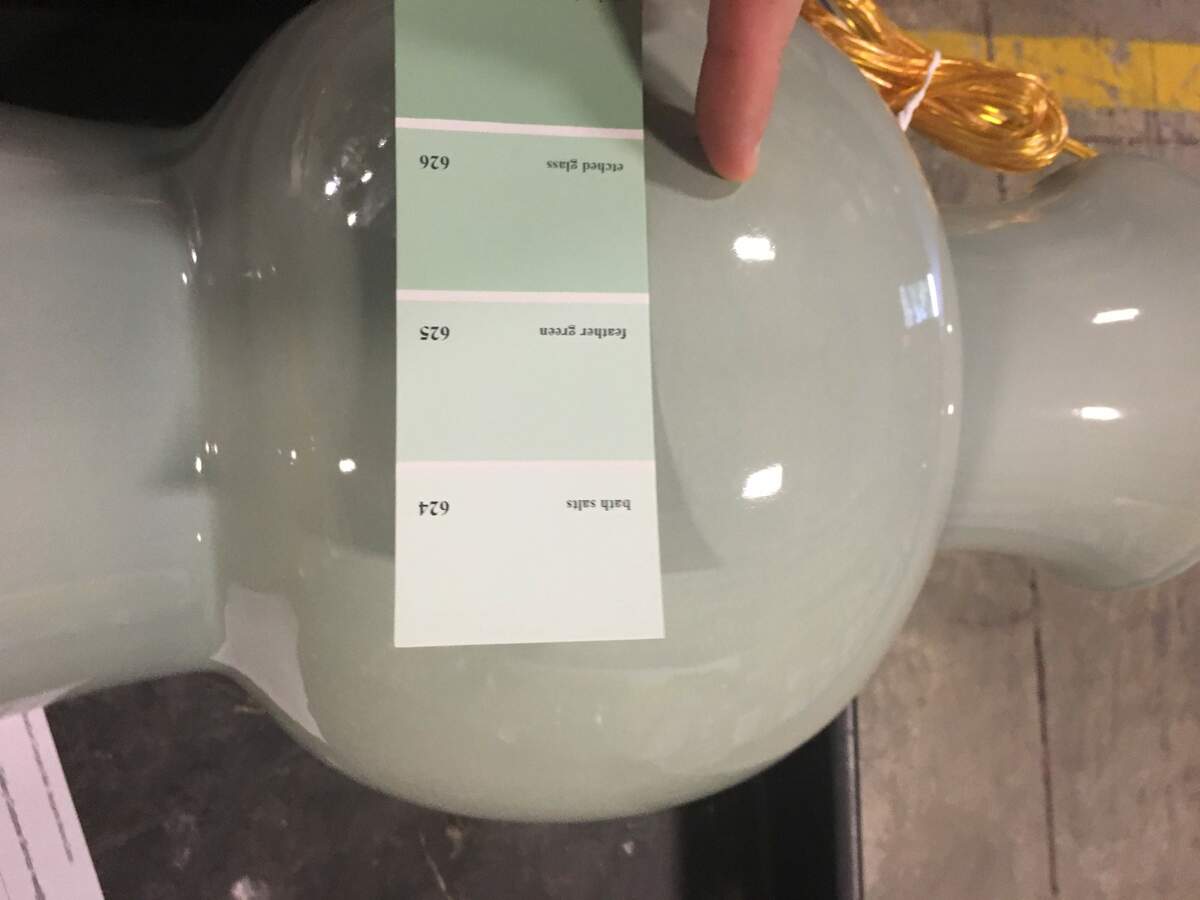 bath salts 624
feather green 625
etched glass 626